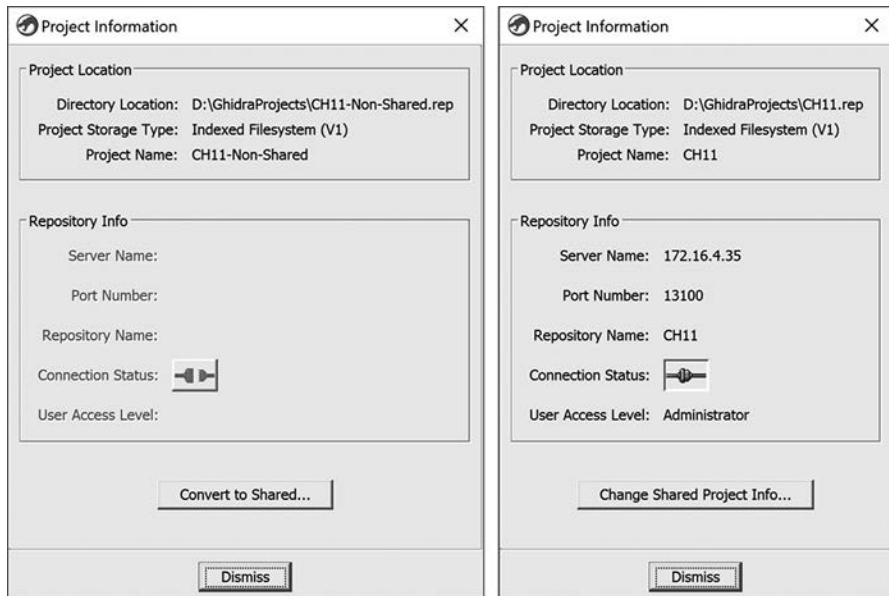 Project Information
Project Location
Directory Location: D:\GhidraProjects\CH11-Non-Shared.rep
Project Storage Type: Indexed Filesystem (V1)
Project Name: CH11-Non-Shared
Repository Info
Server Name:
Port Number:
Repository Name:
Connection Status:
User Access Level:
Convert to Shared...
Dismiss
Project Information
Project Location
Directory Location: D:\GhidraProjects\CH11.rep
Project Storage Type: Indexed Filesystem (V1)
Project Name: CH11
Repository Info
Server Name: 172.16.4.35
Port Number: 13100
Repository Name: CH11
Connection Status:
User Access Level: Administrator
Change Shared Project Info...
Dismiss